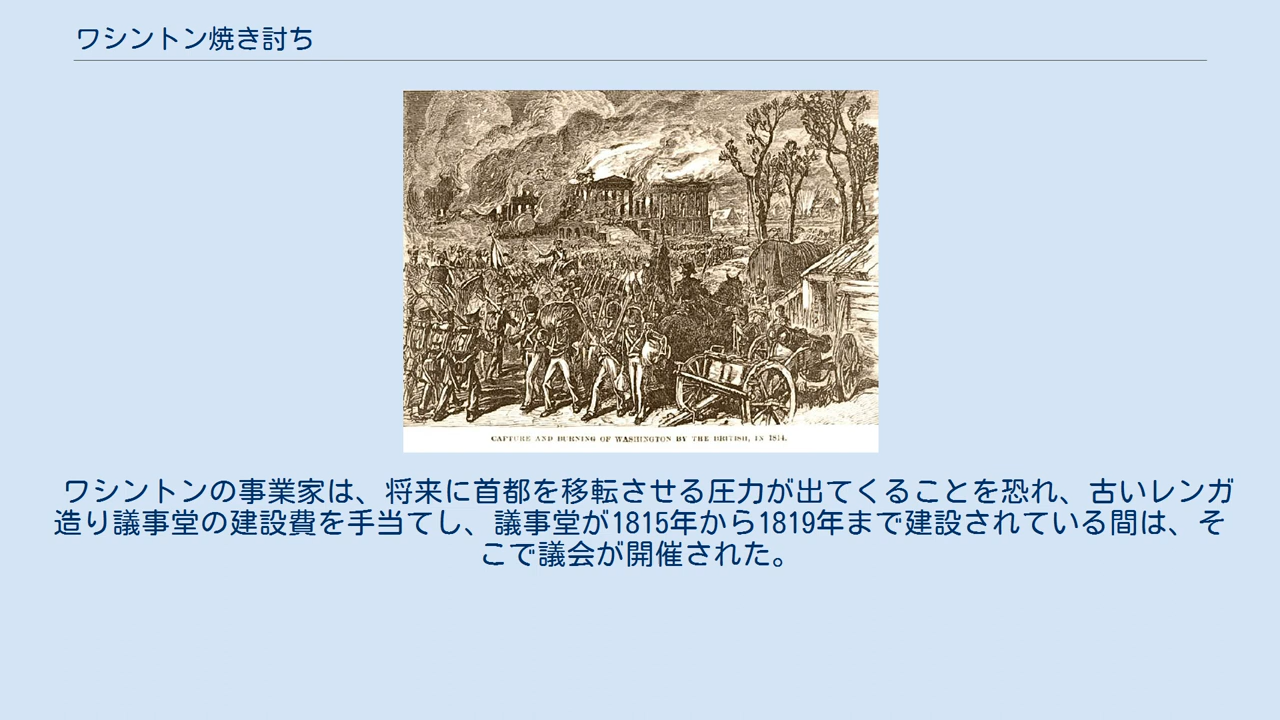 ワシントン焼き討ち
CAPTURE AND BURNING OF WASHINGTON BY THE BRITISH, IN 1814.
ワシントンの事業家は、将来に首都を移転させる圧力が出てくることを恐れ、古いレンガ
造り議事堂の建設費を手当てし、議事堂が1815年から1819年まで建設されている間は、そ
こで議会が開催された。